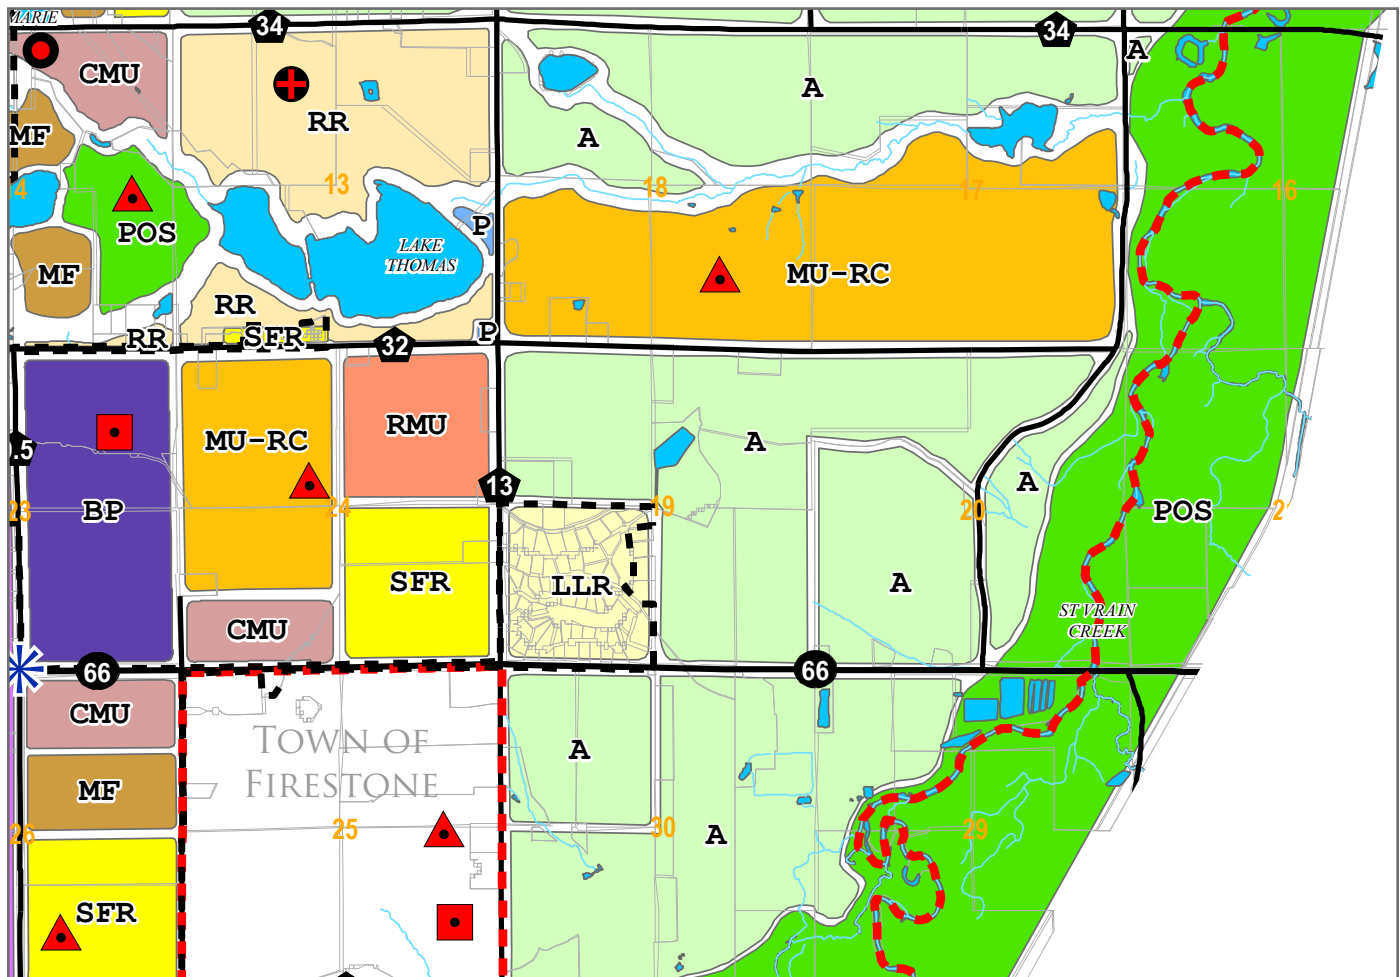 MARIE
34
34
A
CMU
A
RR
MF
A
13
18
17
16
4
POS
P
LAKE
THOMAS
MF
MU-RC
RR
SFR
P
RR
32
RMU
MU-RC
A
.5
A
13
BP
23
24
19
20
POS
2
SFR
LLR
A
CMU
ST VRAIN
CREEK
66
66
CMU
TOWN OF
FIRESTONE
A
MF
26
25
30
29
A
SFR